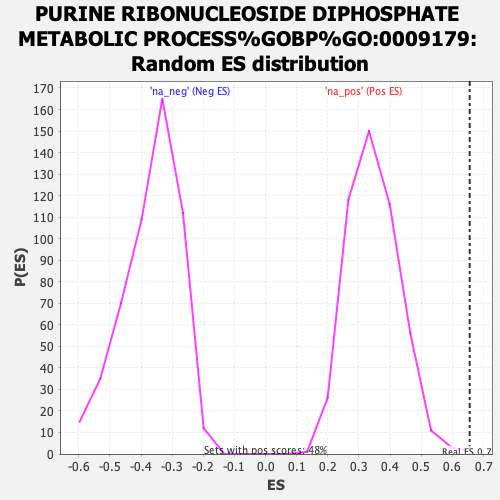 PURINE RIBONUCLEOSIDE DIPHOSPHATE
METABOLIC PROCESS%GOBP%GO:0009179:
Random ES distribution
'na_neg' (Neg ES)
'na_pos' (Pos ES)
170
160
150
140
130
120
110
100
90
80
70
60
50
40
30
20
10
0
P(ES)
Sets with pos scores: 48%
Real ES 0.7
-0.6 -0.5 -0.4 -0.3 -0.2 -0.1 0.0 0.1 0.2 0.3 0.4 0.5 0.6 0.7
ES